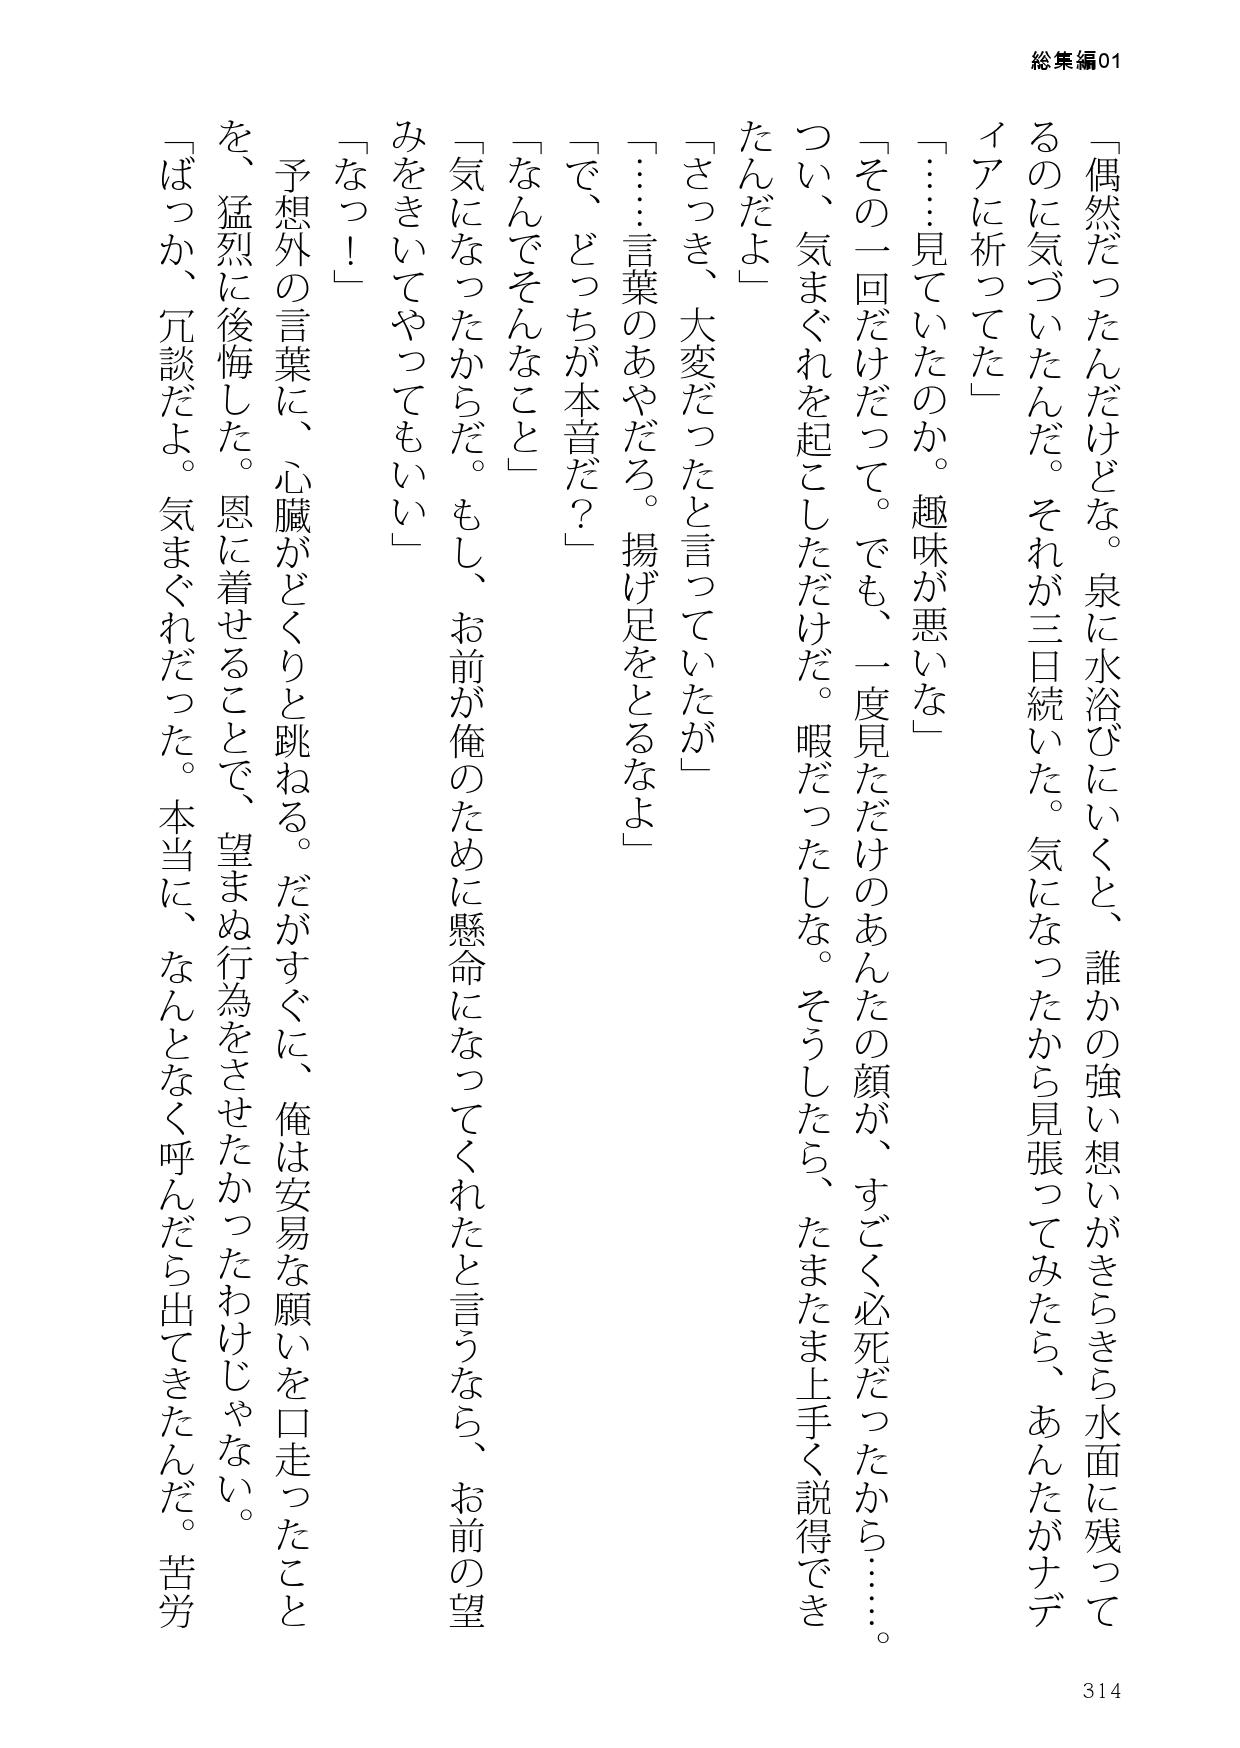 総集編01
「偶然だったんだけどな。泉に水浴びにいくと、誰かの強い想いがきらきら水面に残って
るのに気づいたんだ。それが三日続いた。気になったから見張ってみたら、あんたがナデ
ィアに祈ってた」
「……見ていたのか。趣味が悪いな」
「その一回だけだって。でも、一度見ただけのあんたの顔が、すごく必死だったから……。
つい、気まぐれを起こしただけだ。暇だったしな。そうしたら、たまたま上手く説得でき
たんだよ」
「さっき、大変だったと言っていたが」
「……言葉のあやだろ。揚げ足をとるなよ」
「で、どっちが本音だ？」
「なんでそんなこと」
「気になったからだ。もし、お前が俺のために懸命になってくれたと言うなら、お前の望
みをきいてやってもいい」
「なっ！」
　予想外の言葉に、心臓がどくりと跳ねる。だがすぐに、俺は安易な願いを口走ったこと
を、猛烈に後悔した。恩に着せることで、望まぬ行為をさせたかったわけじゃない。
「ばっか、冗談だよ。気まぐれだった。本当に、なんとなく呼んだら出てきたんだ。苦労
314